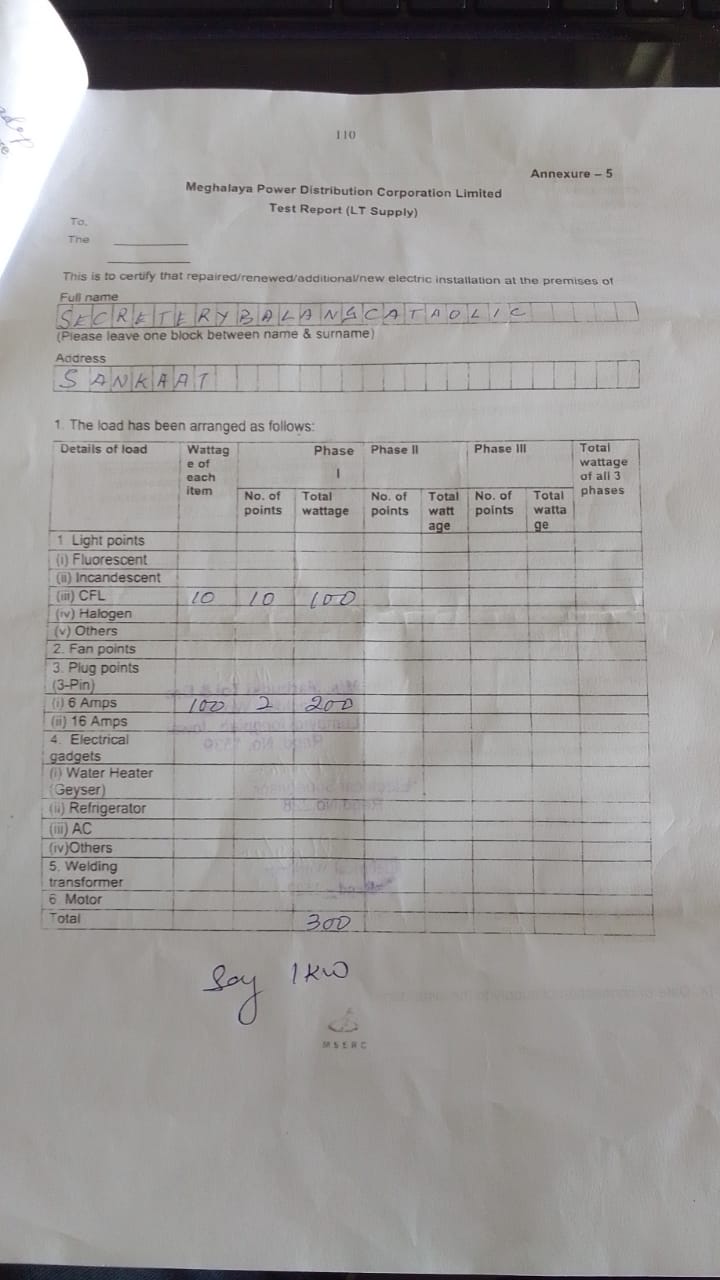 110
Annexure – 5
Meghalaya Power Distribution Corporation Limited
Test Report (LT Supply)
To,
The
This is to certify that repaired/renewed/additional/new electric installation at the premises of
Full name
SECRETERYBALANGCATAOLIC
(Please leave one block between name & surname)
Address
SANKAAT
1. The load has been arranged as follows:
Details of load Wattag e of each item Phase I Phase II Phase III Total wattage of all 3 phases
No. of points Total wattage No. of points Total watt age No. of points Total watta ge
1 Light points
(i) Fluorescent
(ii) Incandescent
(iii) CFL 10 10 100
(iv) Halogen
(v) Others
2. Fan points
3. Plug points
(3-Pin)
(i) 6 Amps 100 2 200
(ii) 16 Amps
4. Electrical
gadgets
(i) Water Heater
(Geyser)
(ii) Refrigerator
(iii) AC
(iv)Others
5. Welding
transformer
6 Motor
Total 300
Say 1KW
MSERC